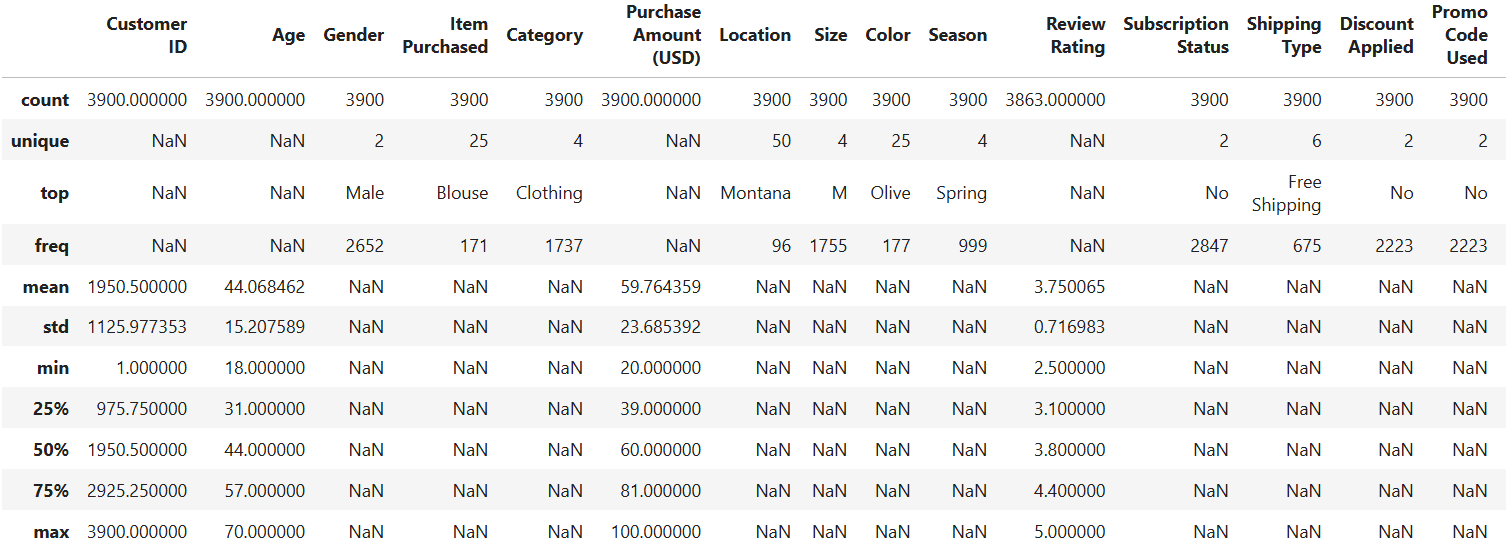 Customer ID Age Gender Item Purchased Category Purchase Amount (USD) Location Size Color Season Review Rating Subscription Status Shipping Type Discount Applied Promo Code Used
count 3900.000000 3900.000000 3900 3900 3900 3900.000000 3900 3900 3900 3900 3863.000000 3900 3900 3900 3900
unique NaN NaN 2 25 4 NaN 50 4 25 4 NaN 2 6 2 2
top NaN NaN Male Blouse Clothing NaN Montana M Olive Spring NaN No Free Shipping No No
freq NaN NaN 2652 171 1737 NaN 96 1755 177 999 NaN 2847 675 2223 2223
mean 1950.500000 44.068462 NaN NaN NaN 59.764359 NaN NaN NaN NaN 3.750065 NaN NaN NaN NaN
std 1125.977353 15.207589 NaN NaN NaN 23.685392 NaN NaN NaN NaN 0.716983 NaN NaN NaN NaN
min 1.000000 18.000000 NaN NaN NaN 20.000000 NaN NaN NaN NaN 2.500000 NaN NaN NaN NaN
25% 975.750000 31.000000 NaN NaN NaN 39.000000 NaN NaN NaN NaN 3.100000 NaN NaN NaN NaN
50% 1950.500000 44.000000 NaN NaN NaN 60.000000 NaN NaN NaN NaN 3.800000 NaN NaN NaN NaN
75% 2925.250000 57.000000 NaN NaN NaN 81.000000 NaN NaN NaN NaN 4.400000 NaN NaN NaN NaN
max 3900.000000 70.000000 NaN NaN NaN 100.000000 NaN NaN NaN NaN 5.000000 NaN NaN NaN NaN